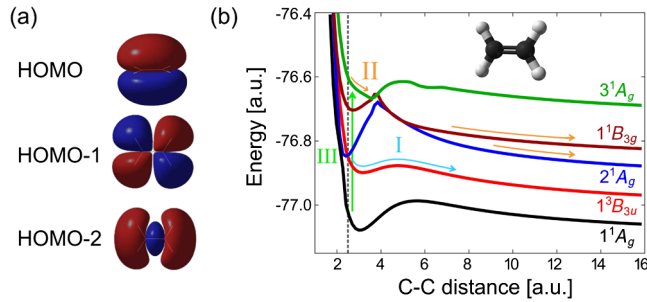 (a)
HOMO
HOMO-1
HOMO-2
(b)
Energy [a.u.]
-76.4
-76.6
-76.8
-77.0
II
I
III
3¹A_g
1¹B_3g
2¹A_g
1³B_3u
1¹A_g
2 4 6 8 10 12 14 16
C-C distance [a.u.]